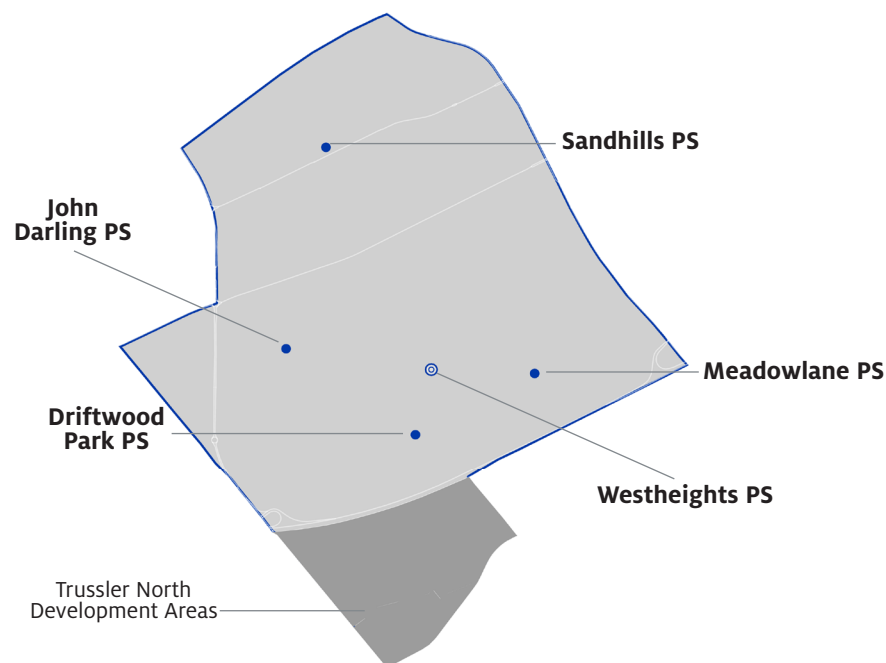 Sandhills PS
John
Darling PS
Meadowlane PS
Driftwood
Park PS
Westheights PS
Trussler North
Development Areas